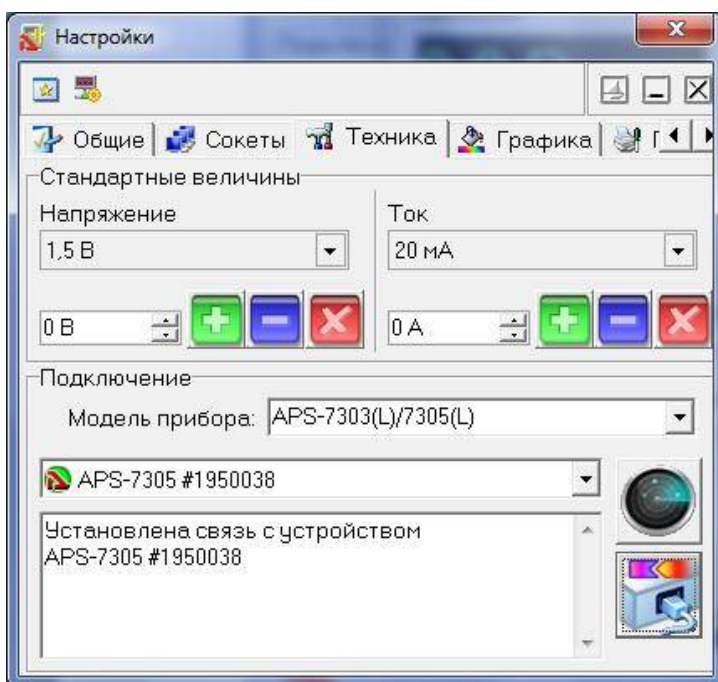 Настройки
Общие Сокеты Техника Графика
Стандартные величины
Напряжение Ток
1,5 В 20 мА
0 В 0 А
Подключение
Модель прибора: APS-7303(L)/7305(L)
APS-7305 #1950038
Установлена связь с устройством
APS-7305 #1950038